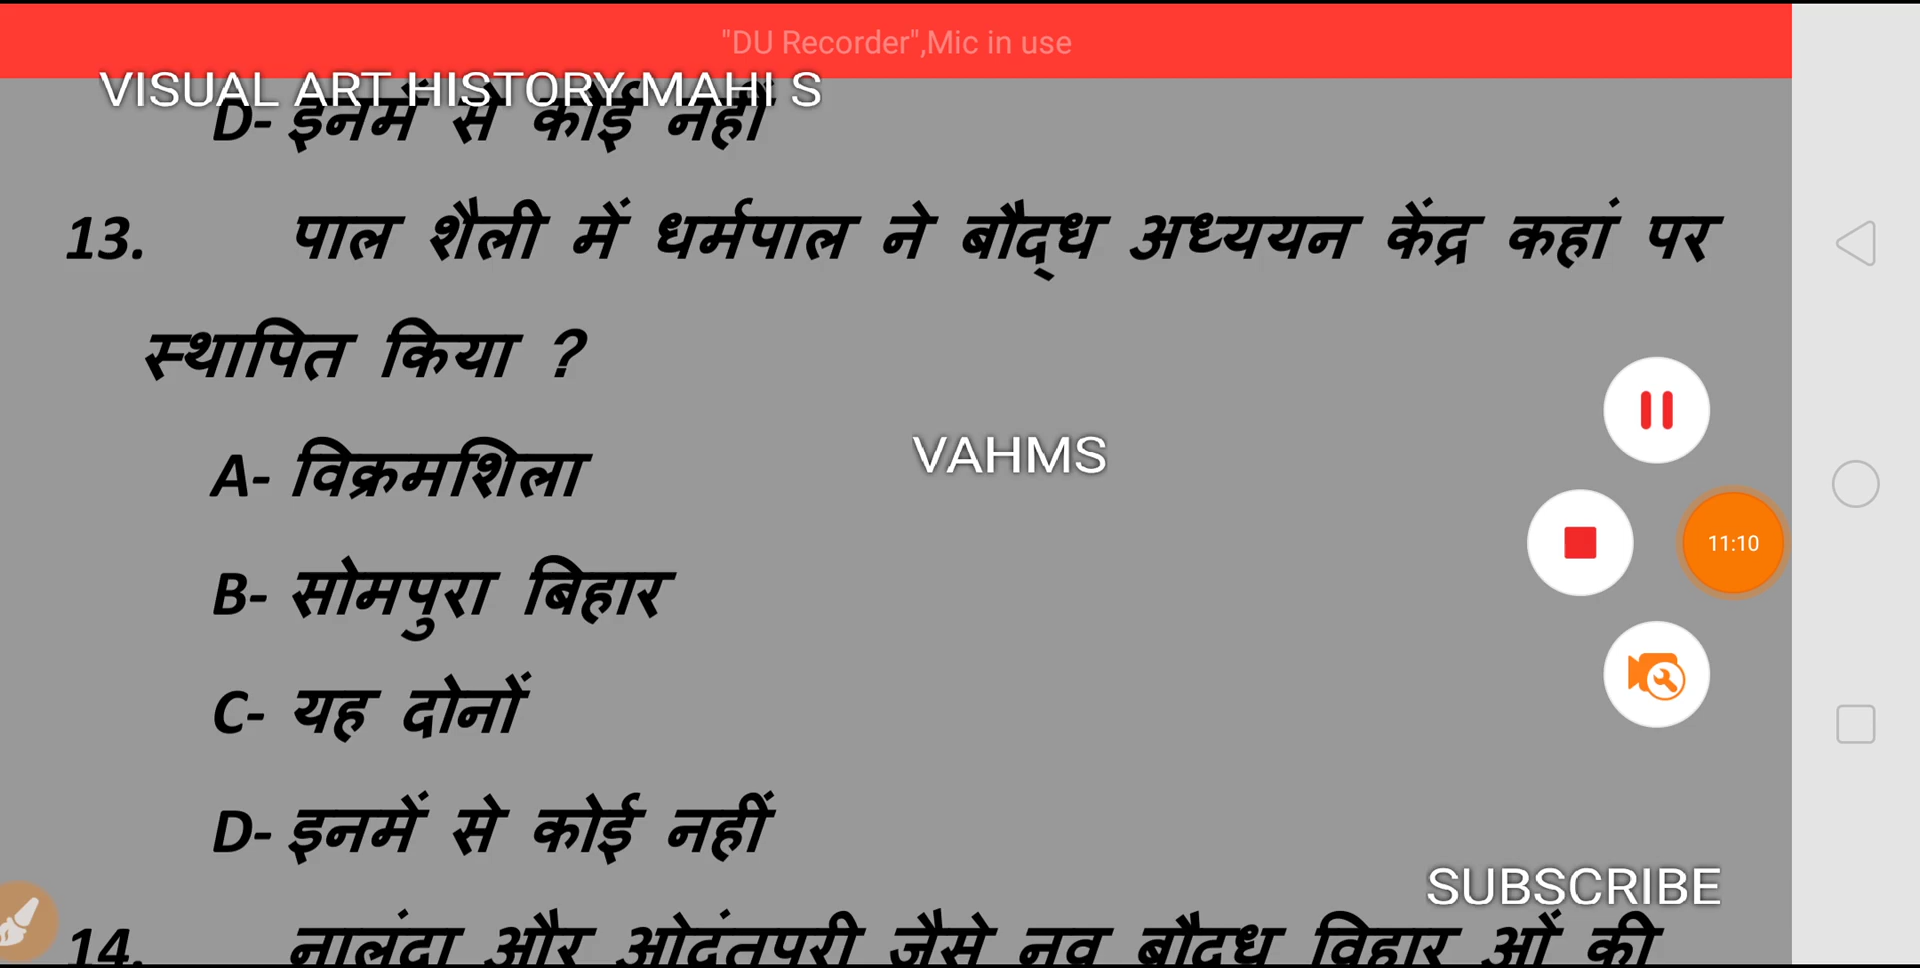 "DU Recorder",Mic in use
VISUAL ART HISTORY MAHI S
D- इनमें से कोई नहीं
13. पाल शैली में धर्मपाल ने बौद्ध अध्ययन केंद्र कहां पर
स्थापित किया ?
A- विक्रमशिला
VAHMS
B- सोमपुरा बिहार
11:10
C- यह दोनों
D- इनमें से कोई नहीं
SUBSCRIBE
14. नालंदा और ओदंतपुरी जैसे नव बौद्ध विहार ओं की